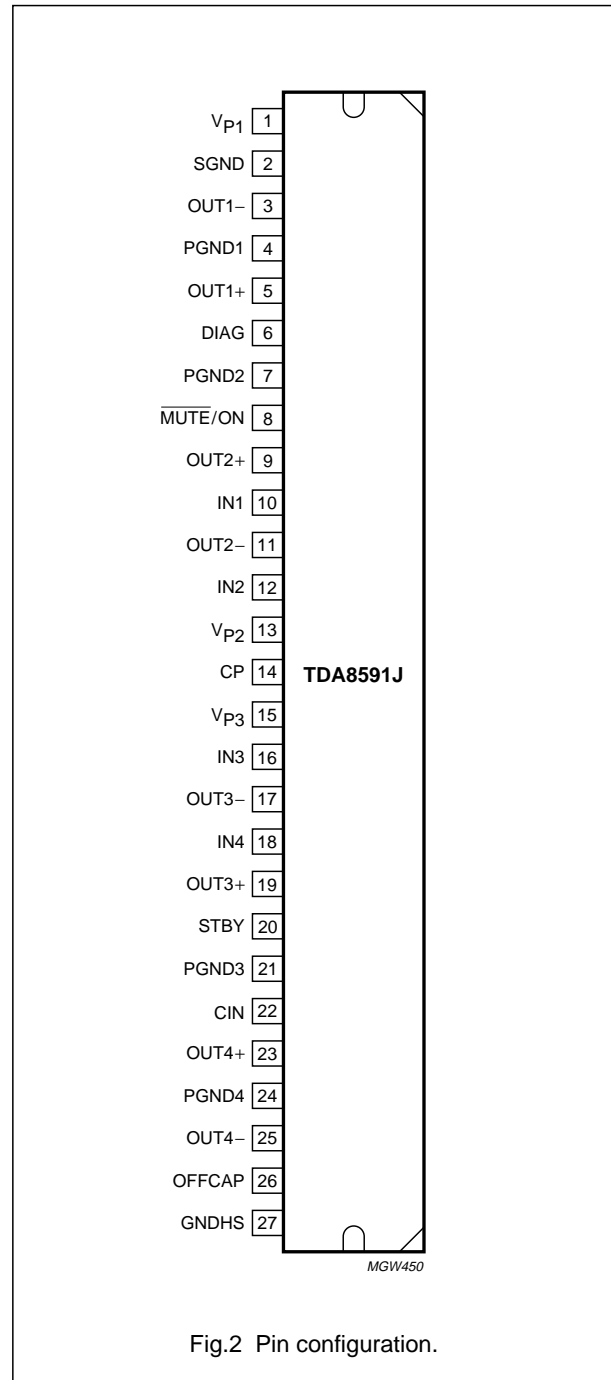 VP1 1
SGND 2
OUT1− 3
PGND1 4
OUT1+ 5
DIAG 6
PGND2 7
MUTE/ON 8
OUT2+ 9
IN1 10
OUT2− 11
IN2 12
VP2 13
CP 14
TDA8591J
VP3 15
IN3 16
OUT3− 17
IN4 18
OUT3+ 19
STBY 20
PGND3 21
CIN 22
OUT4+ 23
PGND4 24
OUT4− 25
OFFCAP 26
GNDHS 27
MGW450
Fig.2 Pin configuration.